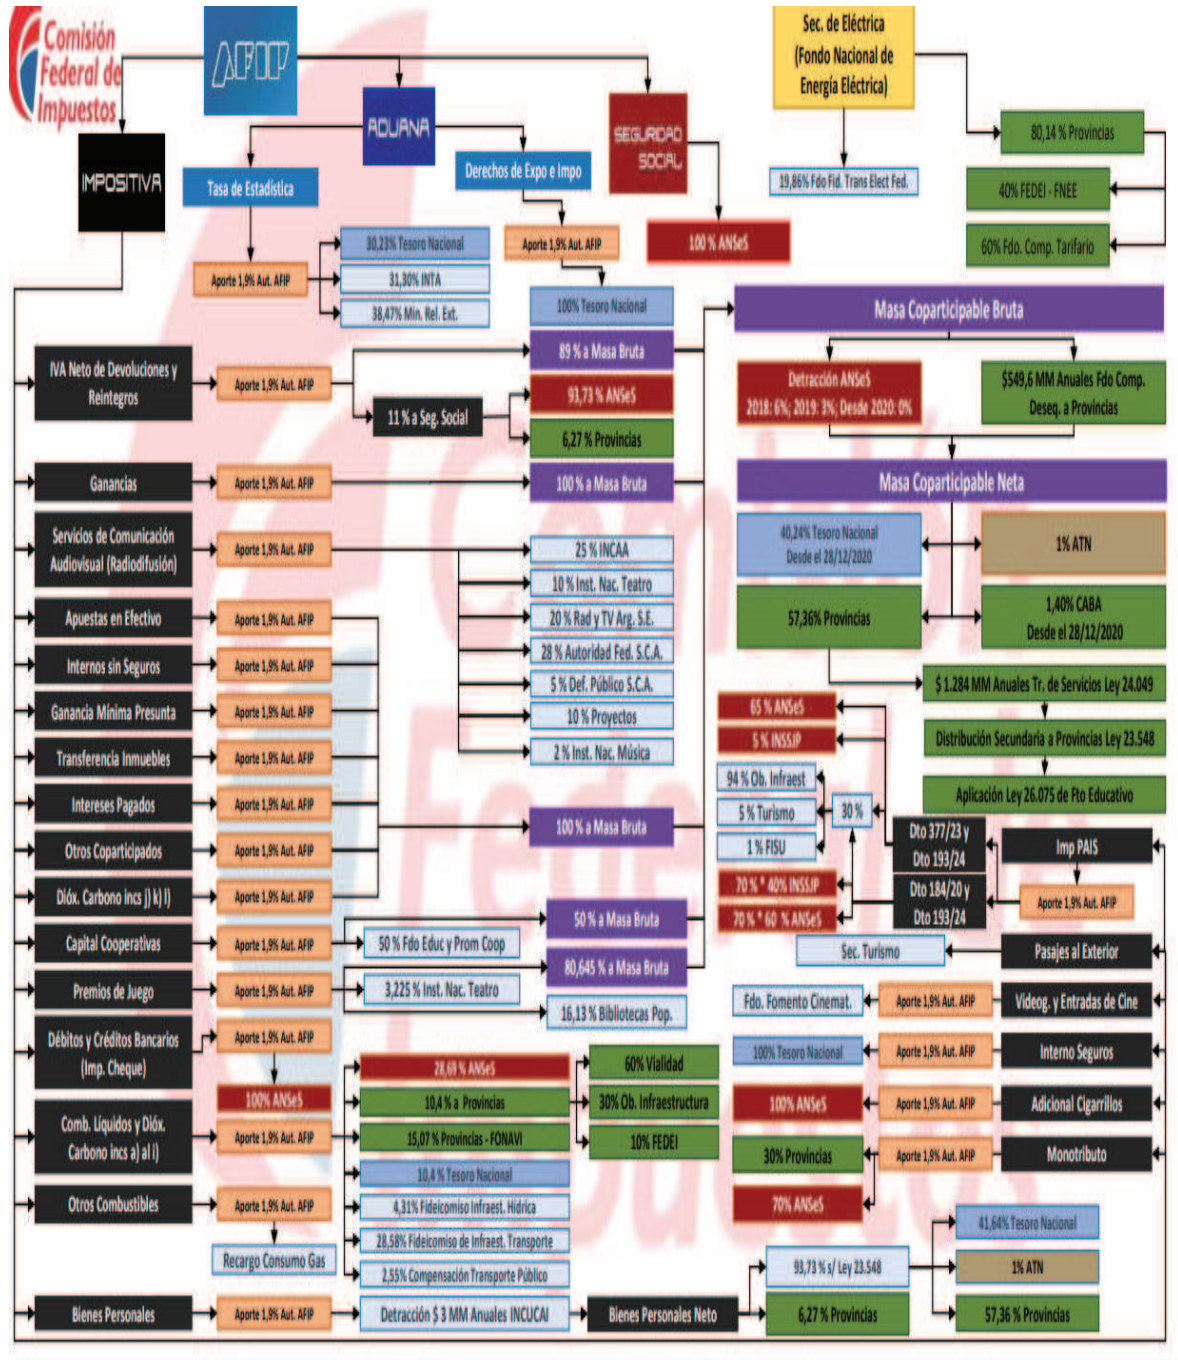 Comisión
Federal de
Impuestos
AFIP
IMPOSITIVA
ADUANA
SEGURIDAD
SOCIAL
Sec. de Eléctrica
(Fondo Nacional de
Energía Eléctrica)
80,14 % Provincias
19,86% Fdo Fid. Trans Elect Fed.
40% FEDEI - FNEE
60% Fdo. Comp. Tarifario
Tasa de Estadística
Derechos de Expo e Impo
100 % ANSeS
Aporte 1,9% Aut. AFIP
30,23% Tesoro Nacional
31,30% INTA
38,47% Min. Rel. Ext.
Aporte 1,9% Aut. AFIP
100% Tesoro Nacional
IVA Neto de Devoluciones y
Reintegros
Aporte 1,9% Aut. AFIP
89 % a Masa Bruta
11 % a Seg. Social
93,73 % ANSeS
6,27 % Provincias
Ganancias
Aporte 1,9% Aut. AFIP
100 % a Masa Bruta
Servicios de Comunicación
Audiovisual (Radiodifusión)
Aporte 1,9% Aut. AFIP
25 % INCAA
10 % Inst. Nac. Teatro
20 % Rad y TV Arg. S.E.
28 % Autoridad Fed. S.C.A.
5 % Def. Público S.C.A.
10 % Proyectos
2 % Inst. Nac. Música
Apuestas en Efectivo
Aporte 1,9% Aut. AFIP
Internos sin Seguros
Aporte 1,9% Aut. AFIP
Ganancia Mínima Presunta
Aporte 1,9% Aut. AFIP
Transferencia Inmuebles
Aporte 1,9% Aut. AFIP
Intereses Pagados
Aporte 1,9% Aut. AFIP
Otros Coparticipados
Aporte 1,9% Aut. AFIP
Dióx. Carbono incs j) k) l)
Aporte 1,9% Aut. AFIP
100 % a Masa Bruta
Capital Cooperativas
Aporte 1,9% Aut. AFIP
50 % Fdo Educ y Prom Coop
50 % a Masa Bruta
Premios de Juego
Aporte 1,9% Aut. AFIP
3,225 % Inst. Nac. Teatro
80,645 % a Masa Bruta
16,13 % Bibliotecas Pop.
Débitos y Créditos Bancarios
(Imp. Cheque)
Aporte 1,9% Aut. AFIP
100% ANSeS
Comb. Líquidos y Dióx.
Carbono incs a) al i)
Aporte 1,9% Aut. AFIP
28,69 % ANSeS
10,4 % a Provincias
15,07 % Provincias - FONAVI
10,4 % Tesoro Nacional
4,31% Fideicomiso Infraest. Hídrica
28,58% Fideicomiso de Infraest. Transporte
2,55% Compensación Transporte Público
60% Vialidad
30% Ob. Infraestructura
10% FEDEI
Otros Combustibles
Aporte 1,9% Aut. AFIP
Recargo Consumo Gas
Bienes Personales
Aporte 1,9% Aut. AFIP
Detracción $ 3 MM Anuales INCUCAI
Bienes Personales Neto
93,73 % s/ Ley 23.548
6,27 % Provincias
41,64% Tesoro Nacional
1% ATN
57,36 % Provincias
Masa Coparticipable Bruta
Detracción ANSeS
2018: 6%; 2019: 3%; Desde 2020: 0%
$549,6 MM Anuales Fdo Comp.
Deseq. a Provincias
Masa Coparticipable Neta
40,24% Tesoro Nacional
Desde el 28/12/2020
1% ATN
57,36% Provincias
1,40% CABA
Desde el 28/12/2020
$ 1.284 MM Anuales Tr. de Servicios Ley 24.049
Distribución Secundaria a Provincias Ley 23.548
Aplicación Ley 26.075 de Fto Educativo
65 % ANSeS
5 % INSSJP
94 % Ob. Infraest
5 % Turismo
1 % FISU
30 %
70 % * 40% INSSJP
70 % * 60 % ANSeS
Dto 377/23 y
Dto 193/24
Dto 184/20 y
Dto 193/24
Imp PAIS
Aporte 1,9% Aut. AFIP
Sec. Turismo
Pasajes al Exterior
Fdo. Fomento Cinemat.
Aporte 1,9% Aut. AFIP
Videog. y Entradas de Cine
100% Tesoro Nacional
Aporte 1,9% Aut. AFIP
Interno Seguros
100% ANSeS
Aporte 1,9% Aut. AFIP
Adicional Cigarrillos
30% Provincias
Aporte 1,9% Aut. AFIP
Monotributo
70% ANSeS